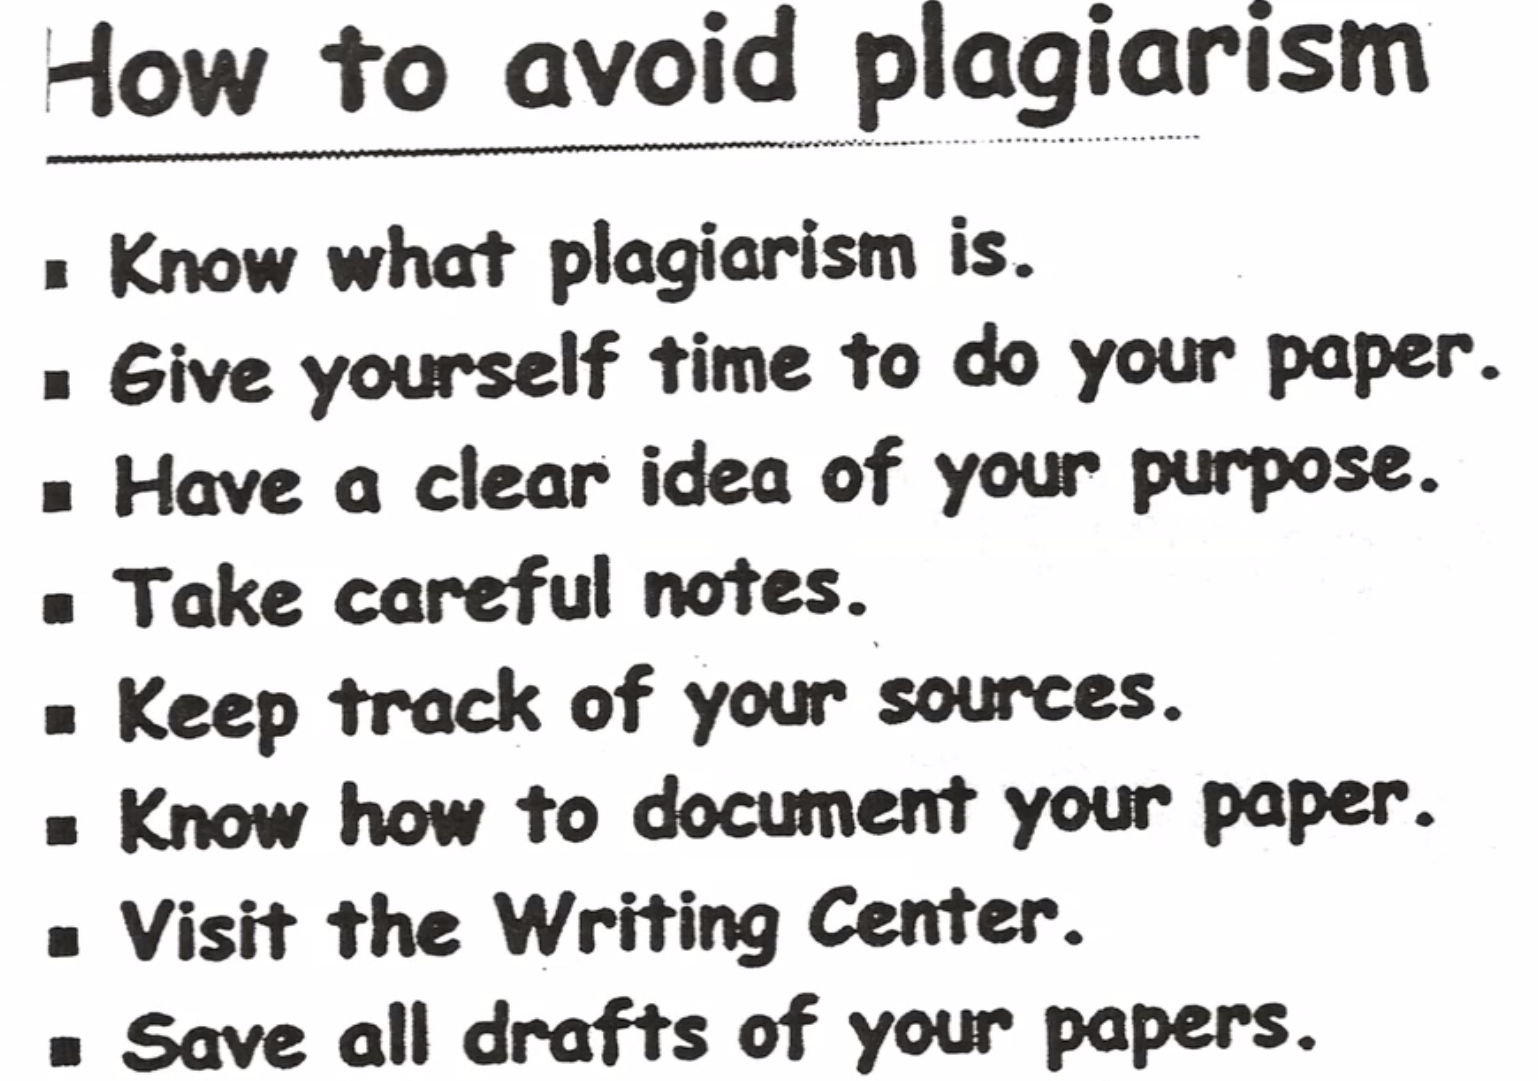 How to avoid plagiarism
▪ Know what plagiarism is.
▪ Give yourself time to do your paper.
▪ Have a clear idea of your purpose.
▪ Take careful notes.
▪ Keep track of your sources.
▪ Know how to document your paper.
▪ Visit the Writing Center.
▪ Save all drafts of your papers.